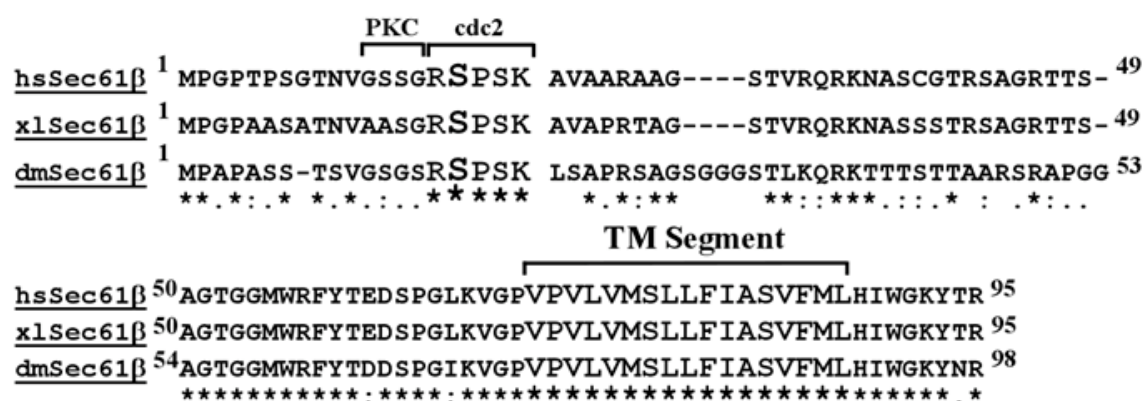 PKC cdc2
hsSec61β 1 MPGPTPSGTNVGSSGRSPSK AVAARAAG----STVRQRKNASCGTRSAGRTTS- 49
xlSec61β 1 MPGPAASATNVAASGRSPSK AVAPRTAG----STVRQRKNASSSTRSAGRTTS- 49
dmSec61β 1 MPAPASS-TSVGSGSRSPSK LSAPRSAGSGGGSTLKQRKTTTSTTAARSRAPGG 53
**.*:.* *.*.:..***** *.*:** **::***.::.* : .*:..
TM Segment
hsSec61β 50 AGTGGMWRFYTEDSPGLKVGPVPVLVMSLLFIASVFMLHIWGKYTR 95
xlSec61β 50 AGTGGMWRFYTEDSPGLKVGPVPVLVMSLLFIASVFMLHIWGKYTR 95
dmSec61β 54 AGTGGMWRFYTDDSPGIKVGPVPVLVMSLLFIASVFMLHIWGKYNR 98
***********:****:***************************.*